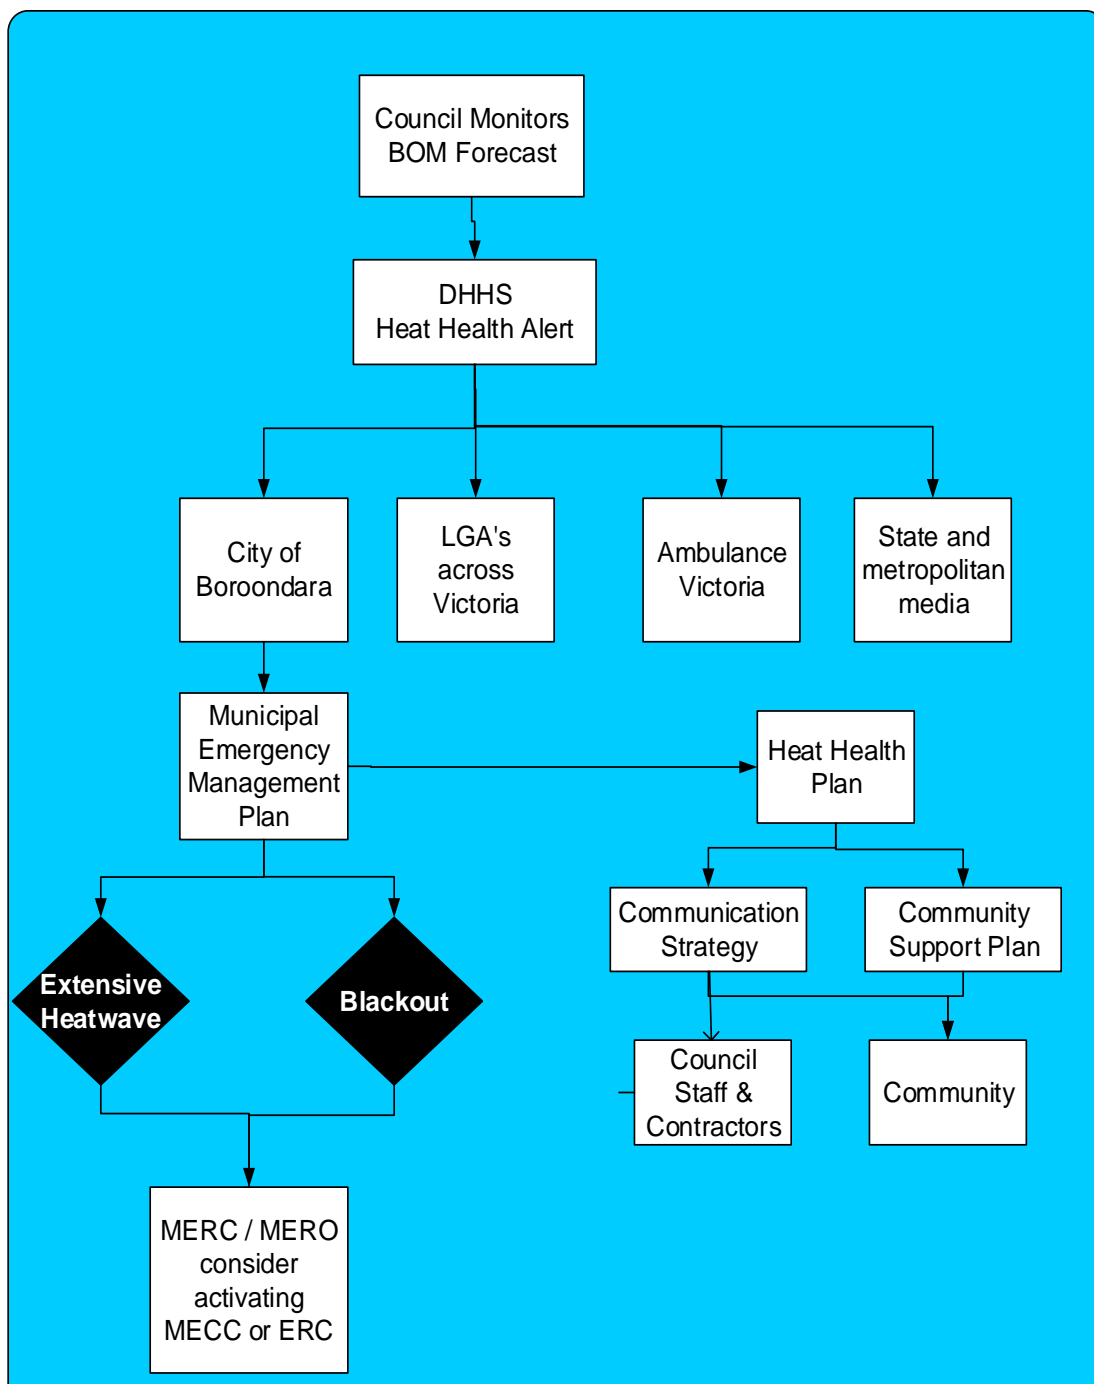 Council Monitors
BOM Forecast
DHHS
Heat Health Alert
City of
Boroondara
LGA's
across
Victoria
Ambulance
Victoria
State and
metropolitan
media
Municipal
Emergency
Management
Plan
Heat Health
Plan
Communication
Strategy
Community
Support Plan
Extensive
Heatwave
Blackout
Council
Staff &
Contractors
Community
MERC / MERO
consider
activating
MECC or ERC